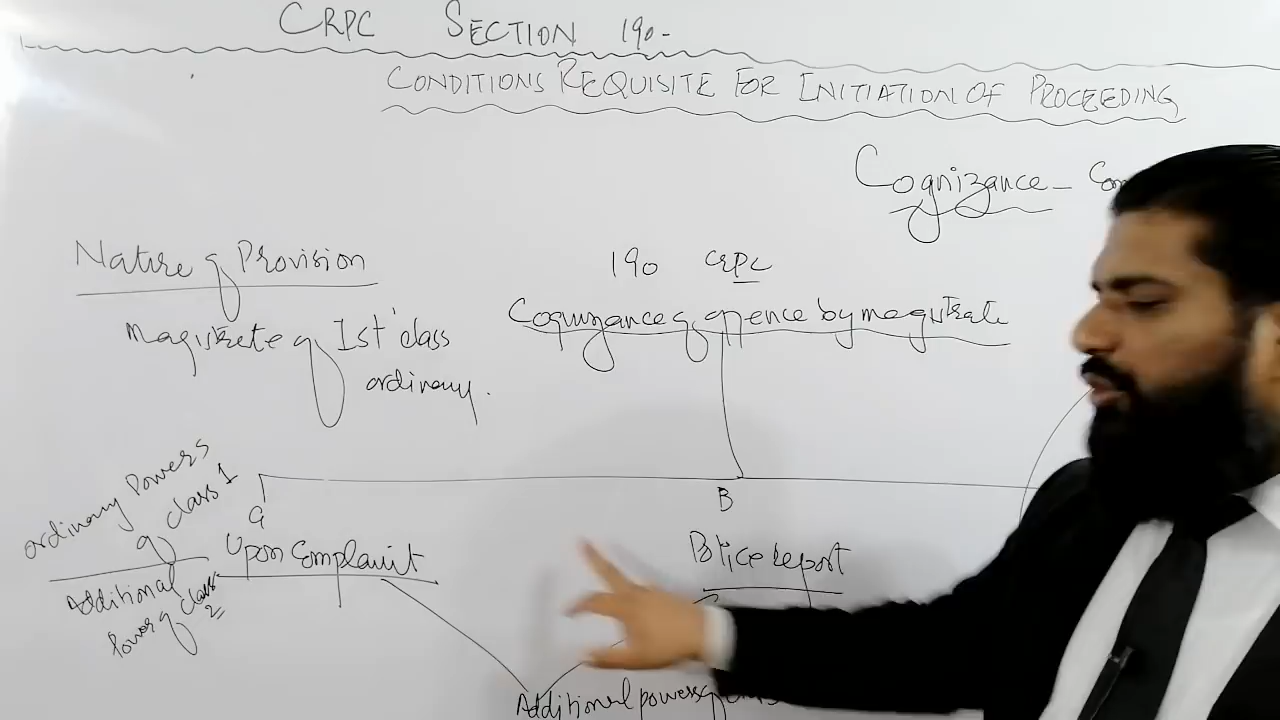 CRPC SECTION 190-
CONDITIONS REQUISITE FOR INITIATION OF PROCEEDING
Cognizance -
Nature of Provision
Magistrate of Ist class
ordinary.
190 CRPC
Cognizance of offence by magistrate
ordinary Powers
of class 1
Additional
Power of class
2
a
Upon Complaint
B
Police report
Additional powers of